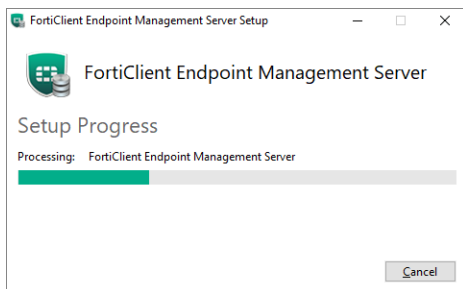 FortiClient Endpoint Management Server Setup
FortiClient Endpoint Management Server
Setup Progress
Processing: FortiClient Endpoint Management Server
Cancel